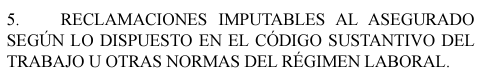 5. RECLAMACIONES IMPUTABLES AL ASEGURADO
SEGÚN LO DISPUESTO EN EL CÓDIGO SUSTANTIVO DEL
TRABAJO U OTRAS NORMAS DEL RÉGIMEN LABORAL.